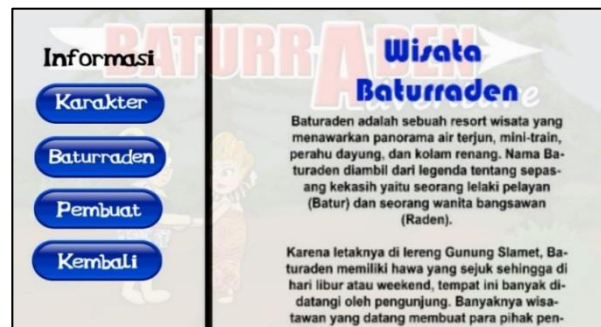 BATURRADEN
Adventure
Informasi
Karakter
Baturraden
Pembuat
Kembali
Wisata
Baturraden
Baturaden adalah sebuah resort wisata yang
menawarkan panorama air terjun, mini-train,
perahu dayung, dan kolam renang. Nama Ba-
turaden diambil dari legenda tentang sepas-
ang kekasih yaitu seorang lelaki pelayan
(Batur) dan seorang wanita bangsawan
(Raden).
Karena letaknya di lereng Gunung Slamet, Ba-
turaden memiliki hawa yang sejuk sehingga di
hari libur atau weekend, tempat ini banyak di-
datangi oleh pengunjung. Banyaknya wisa-
tawan yang datang membuat para pihak pen-